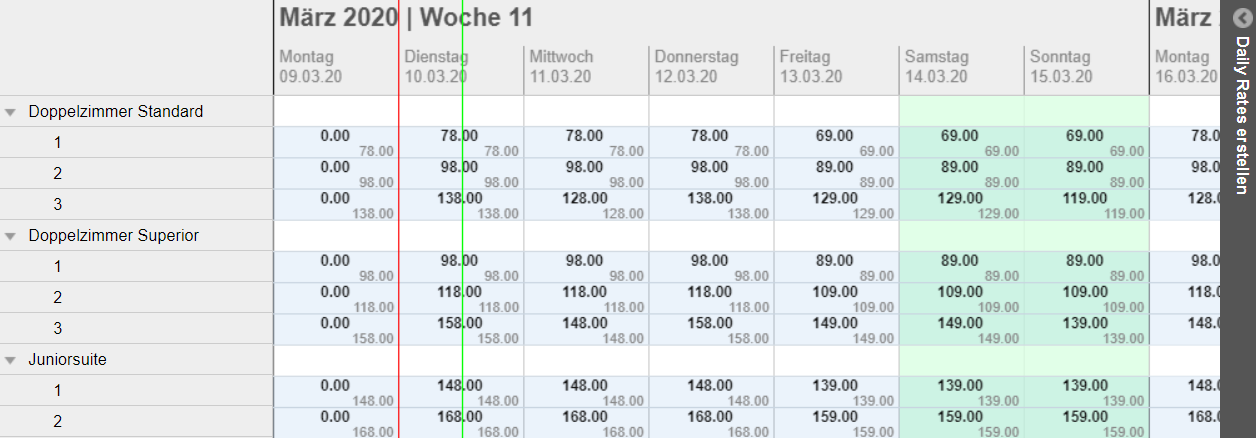 März 2020 | Woche 11 März
Montag Dienstag Mittwoch Donnerstag Freitag Samstag Sonntag Montag
09.03.20 10.03.20 11.03.20 12.03.20 13.03.20 14.03.20 15.03.20 16.03.20
Doppelzimmer Standard
1 0.00 78.00 78.00 78.00 69.00 69.00 69.00 78.0
78.00 78.00 78.00 78.00 69.00 69.00 69.00
2 0.00 98.00 98.00 98.00 89.00 89.00 89.00 98.0
98.00 98.00 98.00 98.00 89.00 89.00 89.00
3 0.00 138.00 128.00 138.00 129.00 129.00 119.00 128.
138.00 138.00 128.00 138.00 129.00 129.00 119.00
Doppelzimmer Superior
1 0.00 98.00 98.00 98.00 89.00 89.00 89.00 98.0
98.00 98.00 98.00 98.00 89.00 89.00 89.00
2 0.00 118.00 118.00 118.00 109.00 109.00 109.00 118.
118.00 118.00 118.00 118.00 109.00 109.00 109.00
3 0.00 158.00 148.00 158.00 149.00 149.00 139.00 148.
158.00 158.00 148.00 158.00 149.00 149.00 139.00
Juniorsuite
1 0.00 148.00 148.00 148.00 139.00 139.00 139.00 148.
148.00 148.00 148.00 148.00 139.00 139.00 139.00
2 0.00 168.00 168.00 168.00 159.00 159.00 159.00 168.
168.00 168.00 168.00 168.00 159.00 159.00 159.00
Daily Rates erstellen